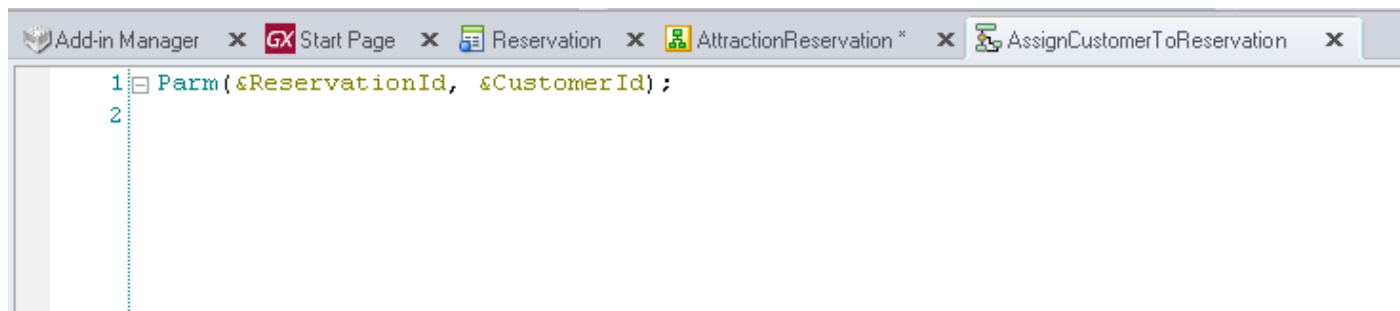 Add-in Manager GX Start Page Reservation AttractionReservation * AssignCustomerToReservation
1 Parm(&ReservationId, &CustomerId);
2